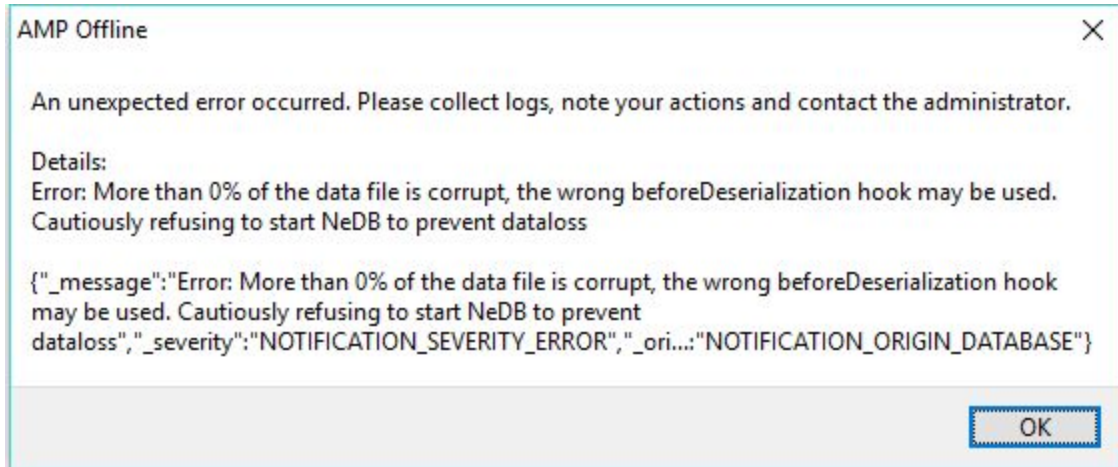 AMP Offline
An unexpected error occurred. Please collect logs, note your actions and contact the administrator.
Details:
Error: More than 0% of the data file is corrupt, the wrong beforeDeserialization hook may be used.
Cautiously refusing to start NeDB to prevent dataloss
{"_message":"Error: More than 0% of the data file is corrupt, the wrong beforeDeserialization hook
may be used. Cautiously refusing to start NeDB to prevent
dataloss","_severity":"NOTIFICATION_SEVERITY_ERROR","_ori...:"NOTIFICATION_ORIGIN_DATABASE"}
OK